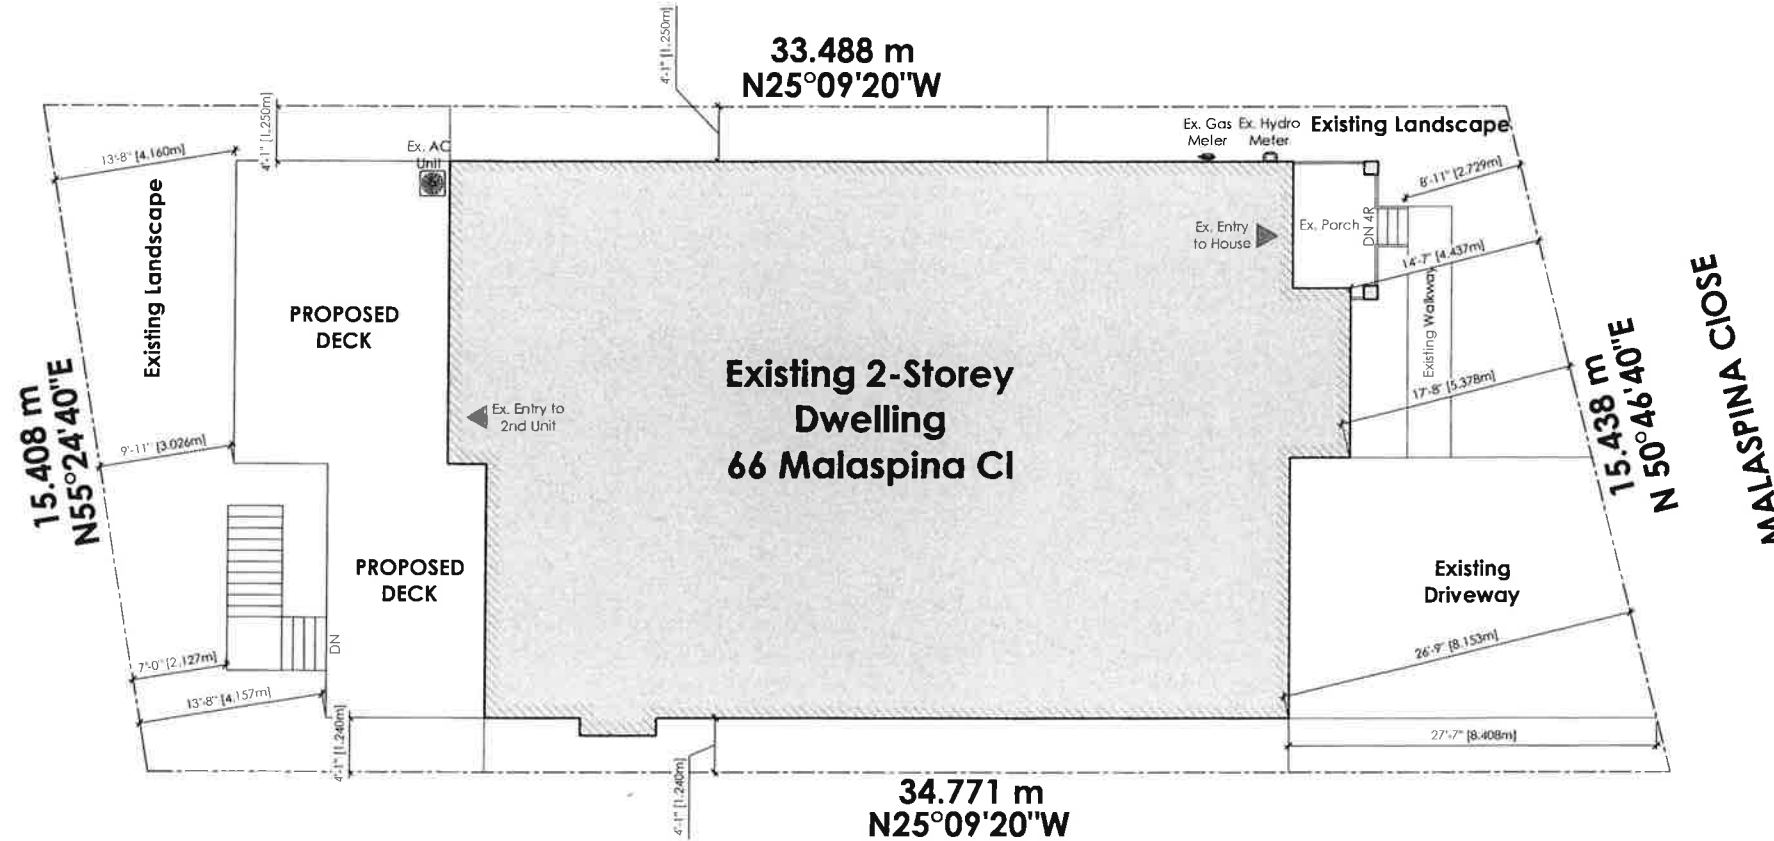 4'-1" [1.250m]
33.488 m
N25°09'20"W
4'-1" [1.250m]
13'-8" [4.160m]
Ex. AC
Unit
Ex. Gas
Meler
Ex. Hydro
Meter
Existing Landscape
8'-11" [2.729m]
Existing Landscape
Ex. Entry
to House
Ex. Porch
DN 4R
14'-7" [4.437m]
PROPOSED
DECK
Existing Walkway
MALASPINA ClOSE
15.408 m
N55°24'40"E
Existing 2-Storey
Dwelling
66 Malaspina Cl
17'-8" [5.378m]
15.438 m
N 50°46'40"E
Ex. Entry to
2nd Unit
9'-11" [3.026m]
PROPOSED
DECK
Existing
Driveway
DN
7'-0" [2.127m]
13'-8" [4.157m]
26'-9" [8.153m]
4'-1" [1.240m]
27'-7" [8.408m]
4'-1" [1.240m]
34.771 m
N25°09'20"W